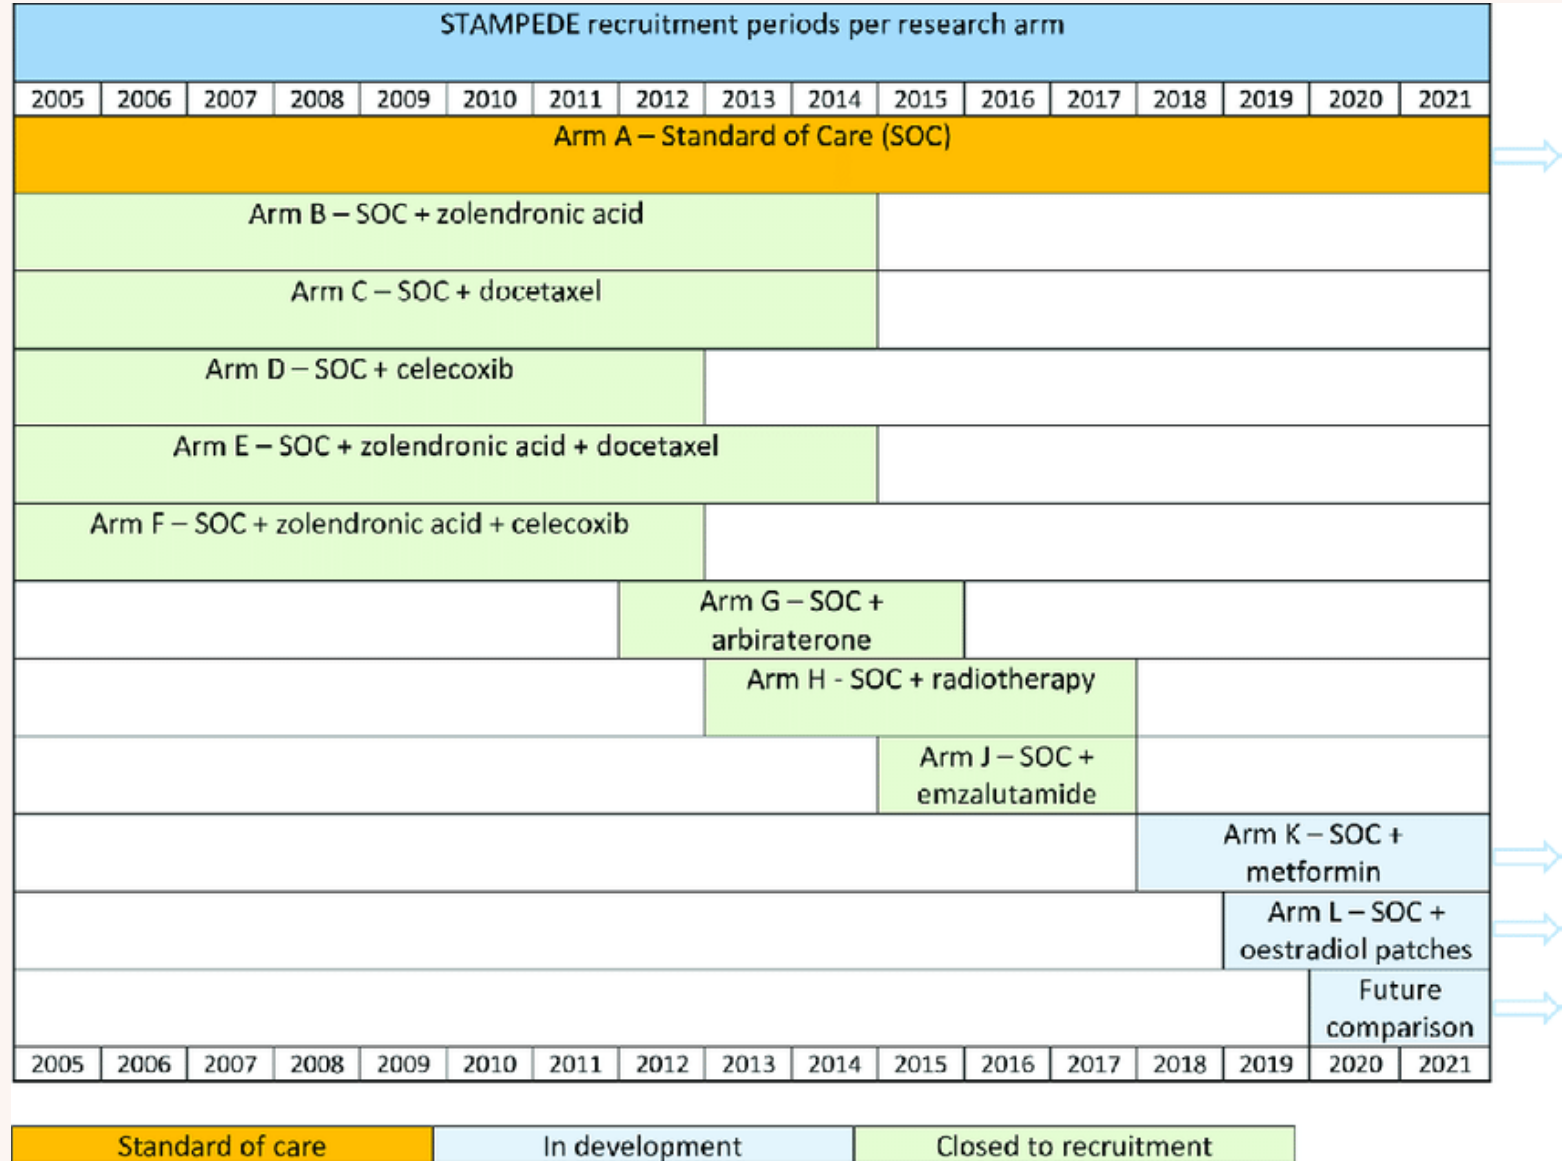 STAMPEDE recruitment periods per research arm
2005 2006 2007 2008 2009 2010 2011 2012 2013 2014 2015 2016 2017 2018 2019 2020 2021
Arm A – Standard of Care (SOC)
Arm B – SOC + zolendronic acid
Arm C – SOC + docetaxel
Arm D – SOC + celecoxib
Arm E – SOC + zolendronic acid + docetaxel
Arm F – SOC + zolendronic acid + celecoxib
Arm G – SOC +
arbiraterone
Arm H - SOC + radiotherapy
Arm J – SOC +
emzalutamide
Arm K – SOC +
metformin
Arm L – SOC +
oestradiol patches
Future
comparison
2005 2006 2007 2008 2009 2010 2011 2012 2013 2014 2015 2016 2017 2018 2019 2020 2021
Standard of care In development Closed to recruitment